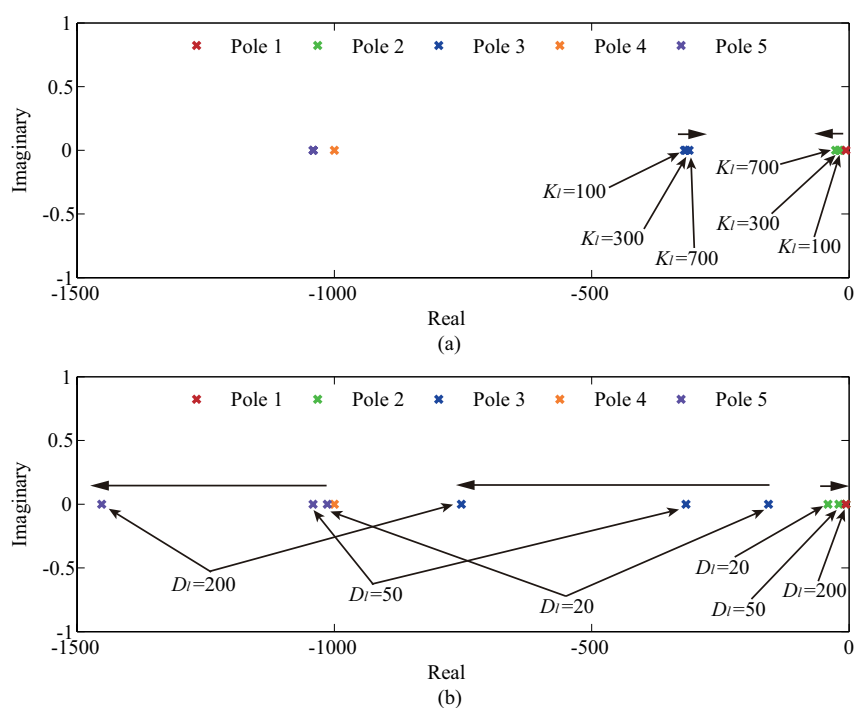 1
Pole 1 Pole 2 Pole 3 Pole 4 Pole 5
0.5
Imaginary
0
Kl=100
Kl=700
-0.5
Kl=300
Kl=300
Kl=700
Kl=100
-1
-1500 -1000 -500 0
Real
(a)
1
Pole 1 Pole 2 Pole 3 Pole 4 Pole 5
0.5
Imaginary
0
-0.5
Dl=200
Dl=50
Dl=20
Dl=20
Dl=50
Dl=200
-1
-1500 -1000 -500 0
Real
(b)